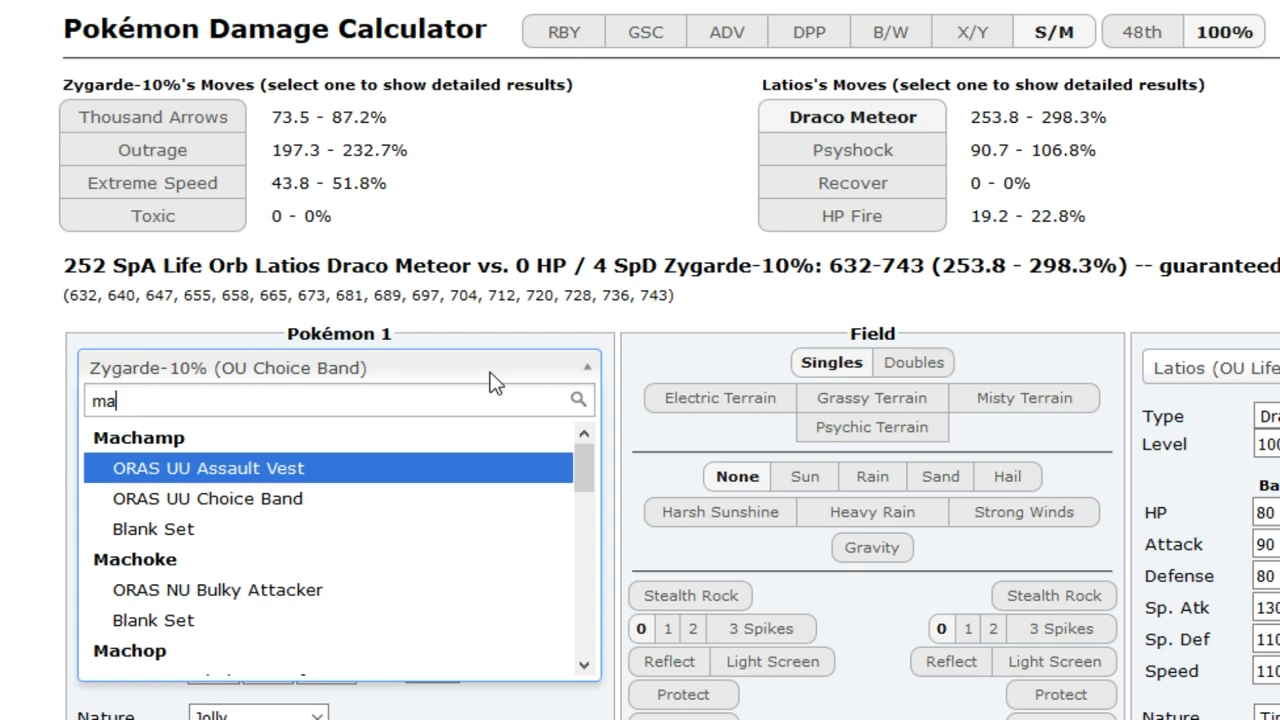 Pokémon Damage Calculator RBY GSC ADV DPP B/W X/Y S/M 48th 100%
Zygarde-10%'s Moves (select one to show detailed results)
Thousand Arrows 73.5 - 87.2%
Outrage 197.3 - 232.7%
Extreme Speed 43.8 - 51.8%
Toxic 0 - 0%
Latios's Moves (select one to show detailed results)
Draco Meteor 253.8 - 298.3%
Psyshock 90.7 - 106.8%
Recover 0 - 0%
HP Fire 19.2 - 22.8%
252 SpA Life Orb Latios Draco Meteor vs. 0 HP / 4 SpD Zygarde-10%: 632-743 (253.8 - 298.3%) -- guaranteed
(632, 640, 647, 655, 658, 665, 673, 681, 689, 697, 704, 712, 720, 728, 736, 743)
Pokémon 1
Zygarde-10% (OU Choice Band)
ma
Machamp
ORAS UU Assault Vest
ORAS UU Choice Band
Blank Set
Machoke
ORAS NU Bulky Attacker
Blank Set
Machop
Nature Jolly
Field
Singles Doubles
Electric Terrain Grassy Terrain Misty Terrain
Psychic Terrain
None Sun Rain Sand Hail
Harsh Sunshine Heavy Rain Strong Winds
Gravity
Stealth Rock Stealth Rock
0 1 2 3 Spikes 0 1 2 3 Spikes
Reflect Light Screen Reflect Light Screen
Protect Protect
Latios (OU Life
Type Dra
Level 100
Ba
HP 80
Attack 90
Defense 80
Sp. Atk 130
Sp. Def 110
Speed 110
Nature Ti